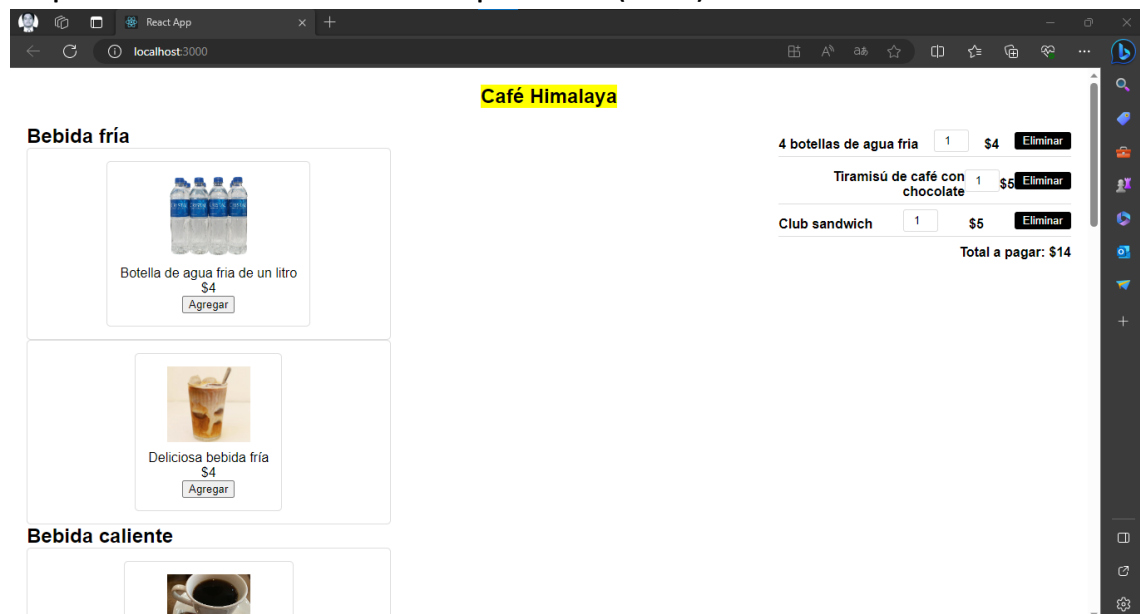 React App
localhost:3000
Café Himalaya
Bebida fría
Botella de agua fria de un litro
$4
Agregar
Deliciosa bebida fría
$4
Agregar
Bebida caliente
4 botellas de agua fria 1 $4 Eliminar
Tiramisú de café con
chocolate 1 $5 Eliminar
Club sandwich 1 $5 Eliminar
Total a pagar: $14